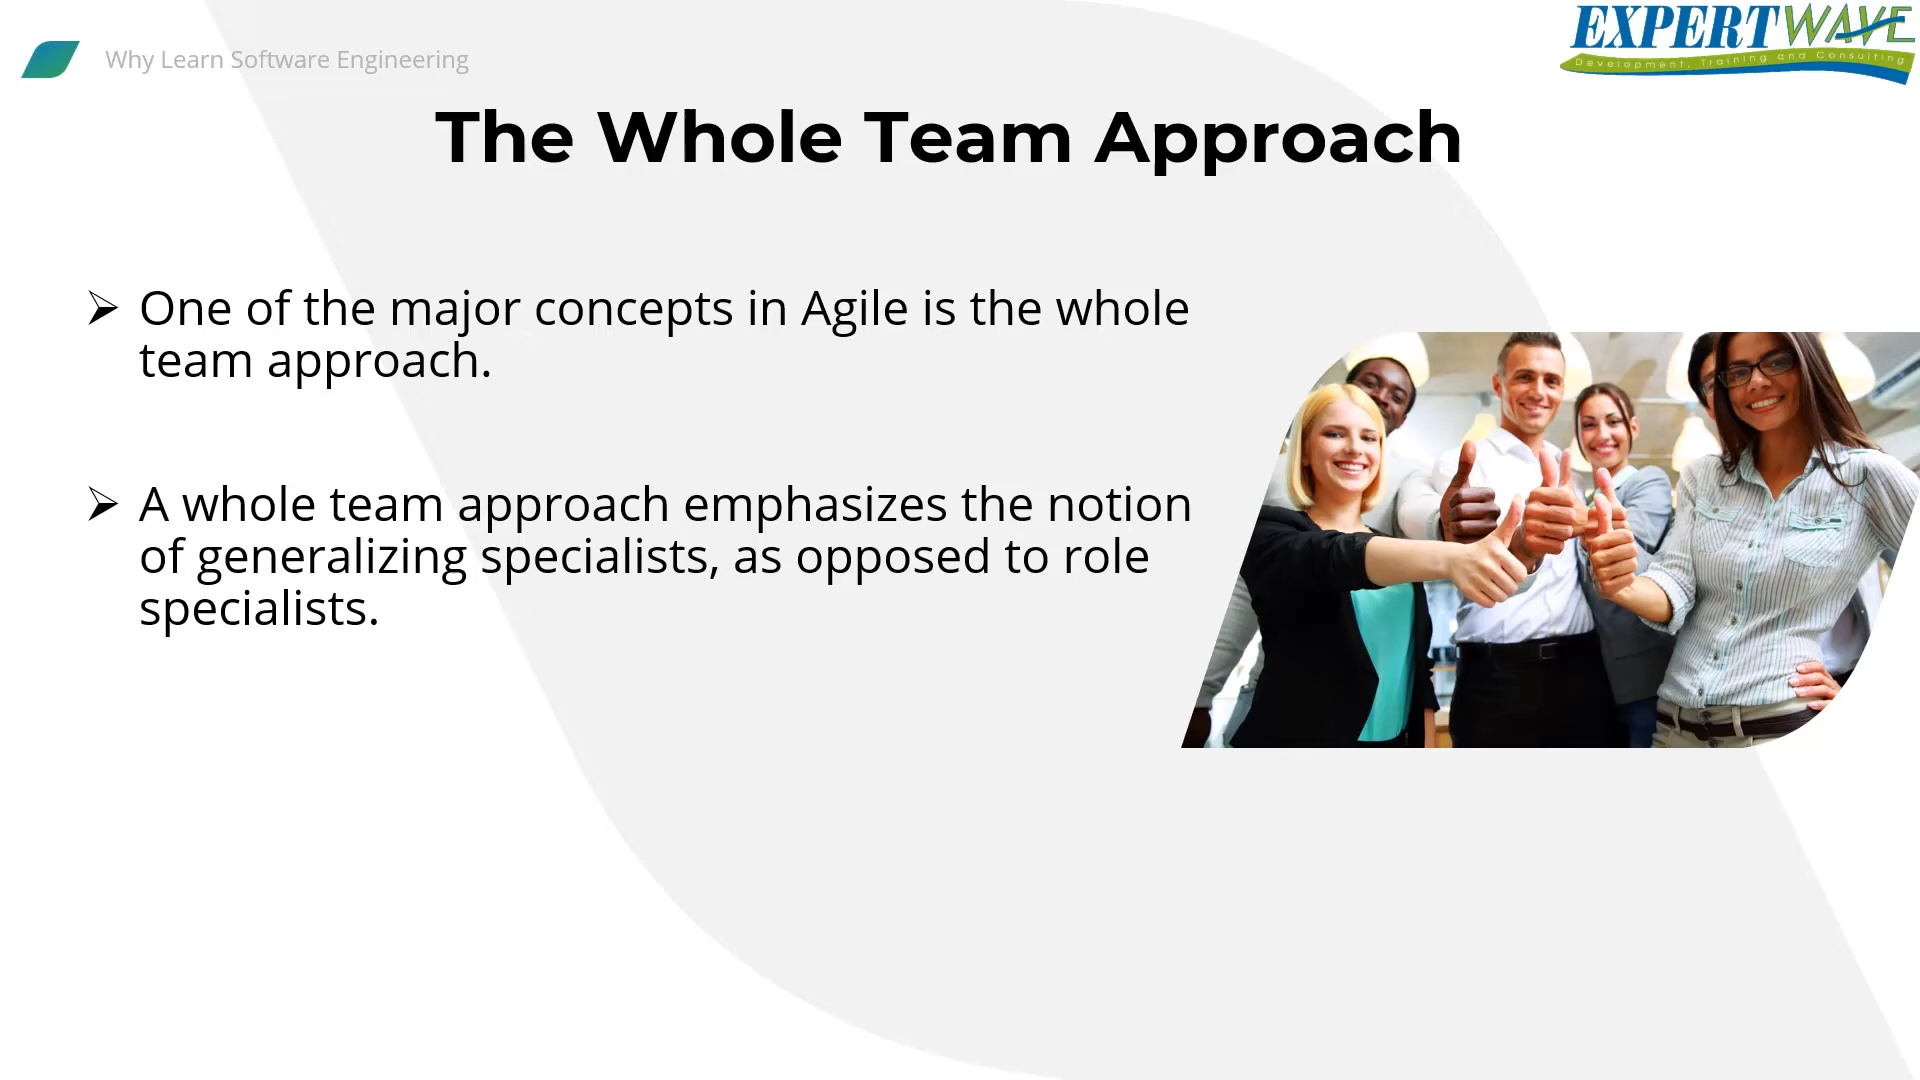 Why Learn Software Engineering
EXPERTWAVE
Development, Training and Consulting
The Whole Team Approach
➢ One of the major concepts in Agile is the whole
team approach.
➢ A whole team approach emphasizes the notion
of generalizing specialists, as opposed to role
specialists.